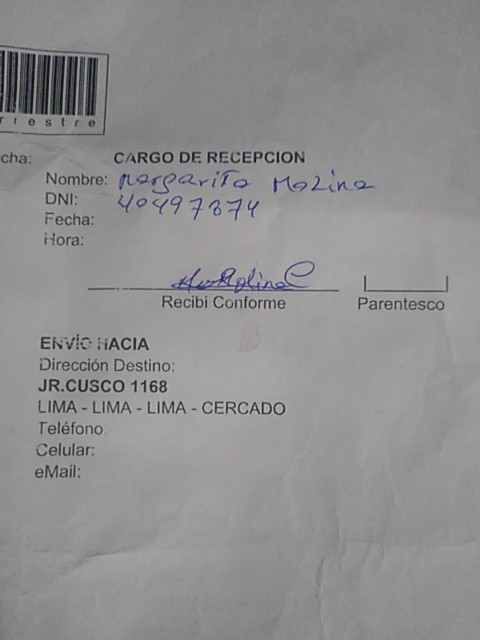 rrestre
cha:
CARGO DE RECEPCION
Nombre: Margarita Molina
DNI: 40497874
Fecha:
Hora:
Recibi Conforme
Parentesco
ENVÍO HACIA
Dirección Destino:
JR.CUSCO 1168
LIMA - LIMA - LIMA - CERCADO
Teléfono:
Celular:
eMail: